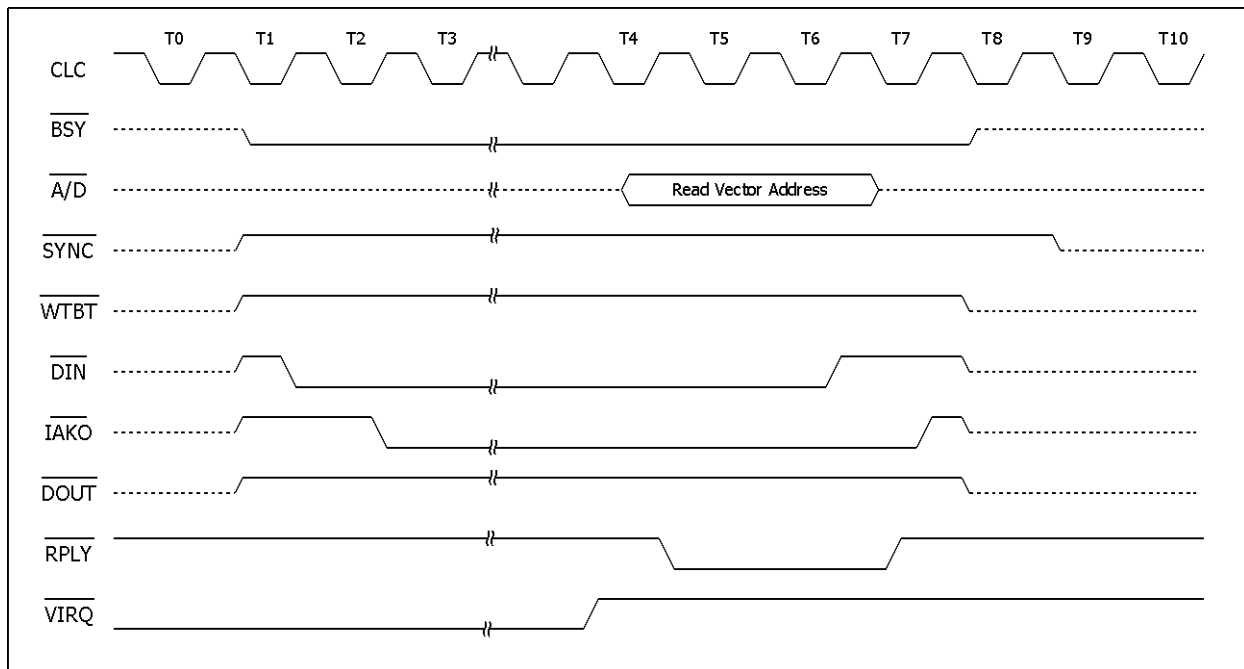 T0 T1 T2 T3 T4 T5 T6 T7 T8 T9 T10
CLC
BSY
A/D
Read Vector Address
SYNC
WTBT
DIN
IAKO
DOUT
RPLY
VIRQ